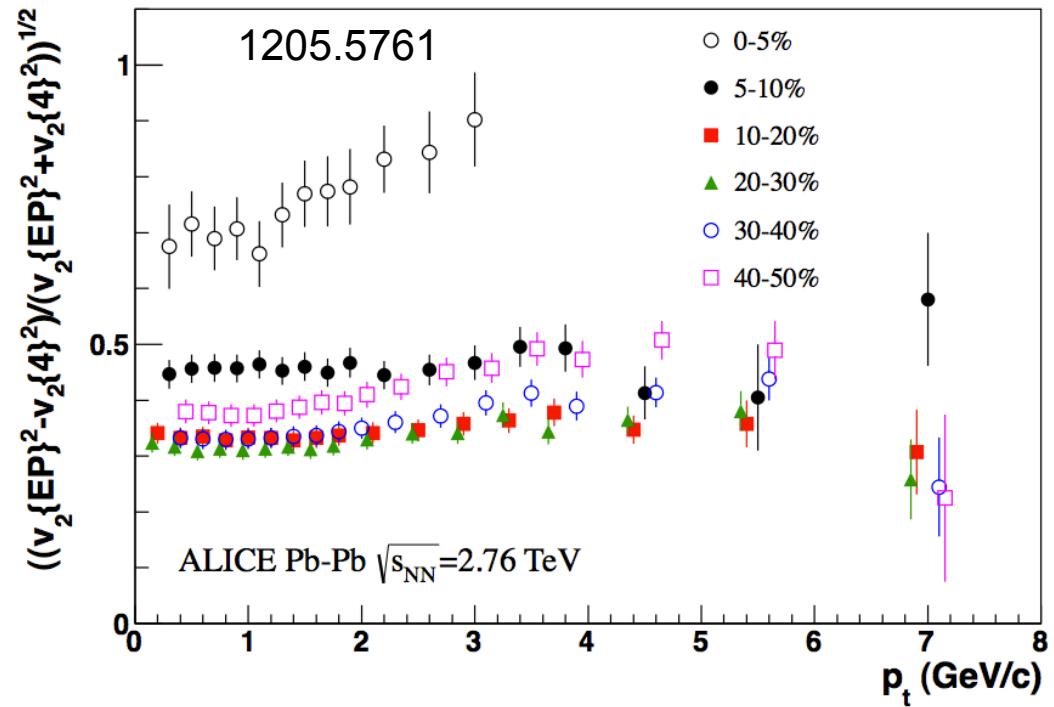 ((v₂{EP}²-v₂{4}²)/(v₂{EP}²+v₂{4}²))^1/2
1205.5761
0-5%
5-10%
10-20%
20-30%
30-40%
40-50%
1
0.5
0
ALICE Pb-Pb √s_NN=2.76 TeV
0 1 2 3 4 5 6 7 8
p_t (GeV/c)